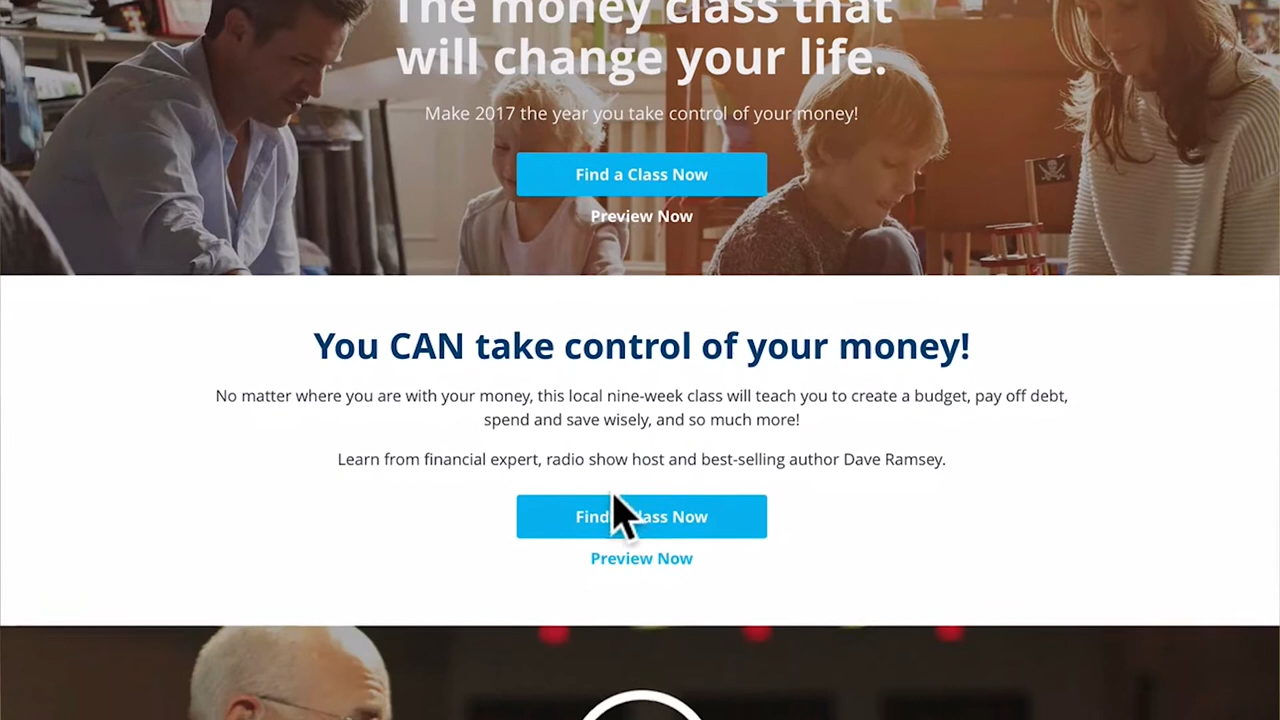 The money class that
will change your life.
Make 2017 the year you take control of your money!
Find a Class Now
Preview Now
You CAN take control of your money!
No matter where you are with your money, this local nine-week class will teach you to create a budget, pay off debt,
spend and save wisely, and so much more!
Learn from financial expert, radio show host and best-selling author Dave Ramsey.
Find Class Now
Preview Now